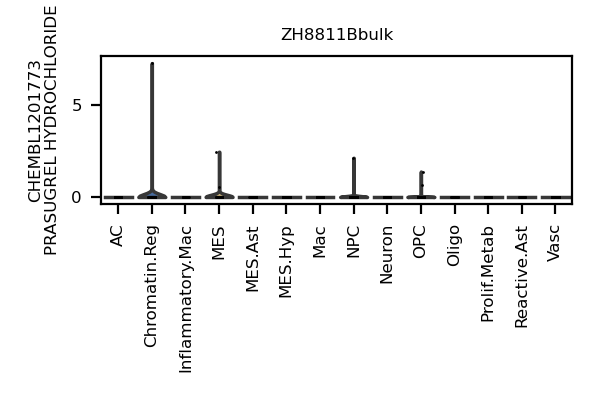 ZH8811Bbulk
CHEMBL1201773
PRASUGREL HYDROCHLORIDE
5
0
AC
Chromatin.Reg
Inflammatory.Mac
MES
MES.Ast
MES.Hyp
Mac
NPC
Neuron
OPC
Oligo
Prolif.Metab
Reactive.Ast
Vasc